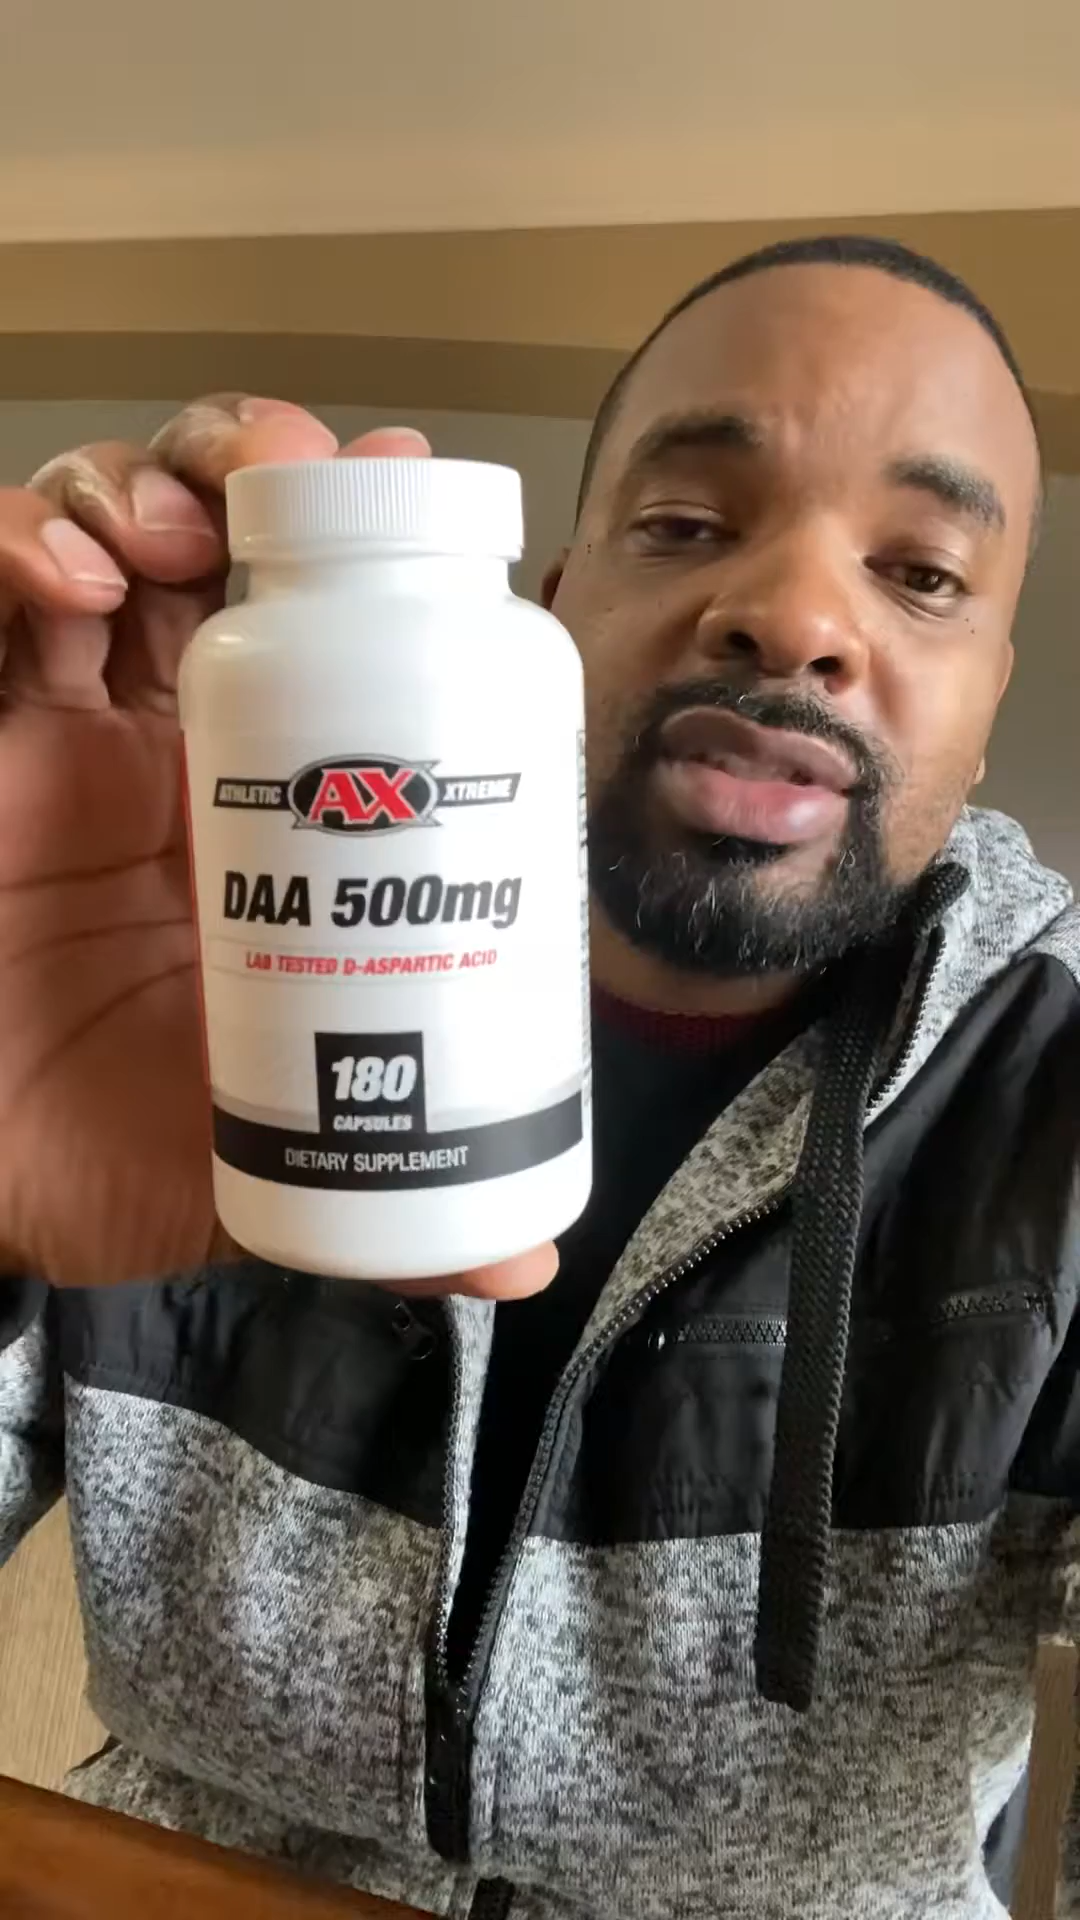 ATHLETIC AX XTREME
DAA 500mg
LAB TESTED D-ASPARTIC ACID
180
CAPSULES
DIETARY SUPPLEMENT